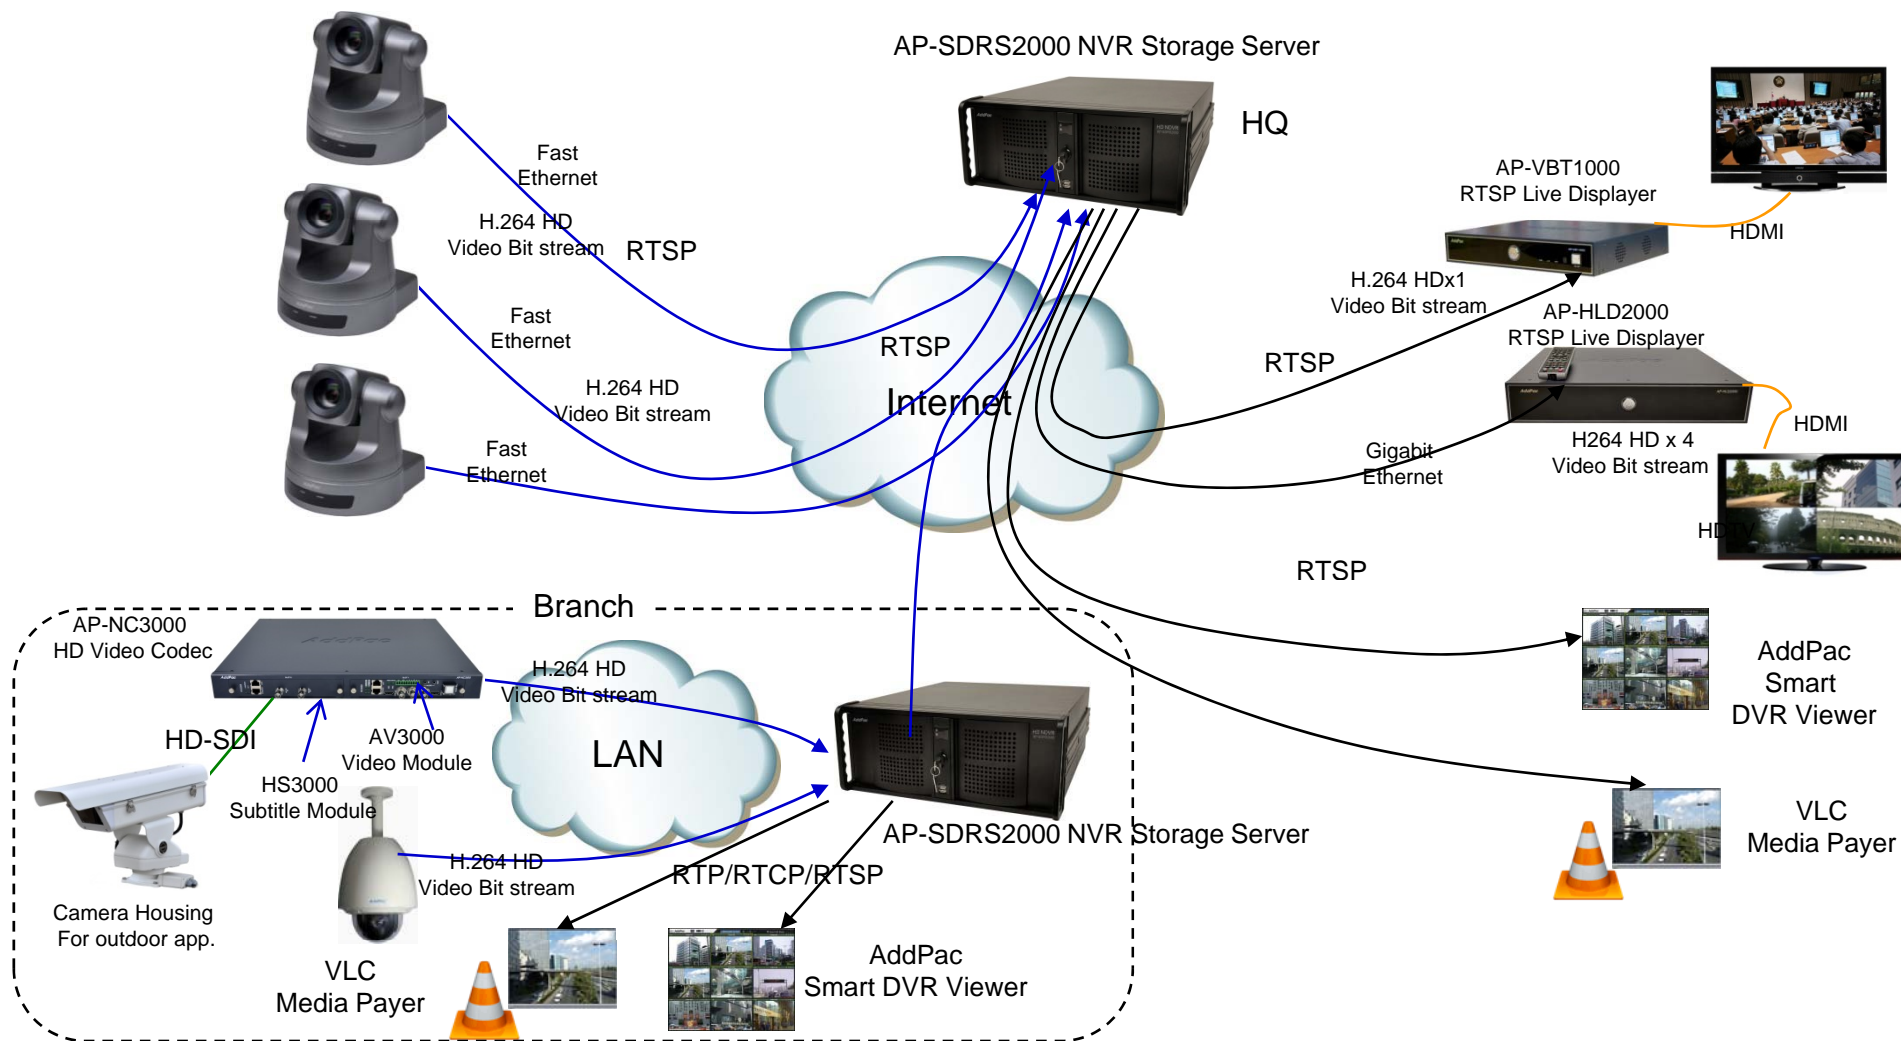 AP-SDRS2000 NVR Storage Server
HQ
Fast
Ethernet
H.264 HD
Video Bit stream
RTSP
AP-VBT1000
RTSP Live Displayer
HDMI
H.264 HDx1
Video Bit stream
AP-HLD2000
RTSP Live Displayer
Fast
Ethernet
RTSP
RTSP
H.264 HD
Video Bit stream
Internet
HDMI
Fast
Ethernet
Gigabit
Ethernet
H264 HD x 4
Video Bit stream
HDTV
RTSP
Branch
AP-NC3000
HD Video Codec
H.264 HD
Video Bit stream
AddPac
AddPac
Smart
DVR Viewer
HD-SDI
AV3000
Video Module
LAN
HS3000
Subtitle Module
AP-SDRS2000 NVR Storage Server
VLC
Media Payer
H.264 HD
Video Bit stream
RTP/RTCP/RTSP
Camera Housing
For outdoor app.
VLC
Media Payer
AddPac
Smart DVR Viewer